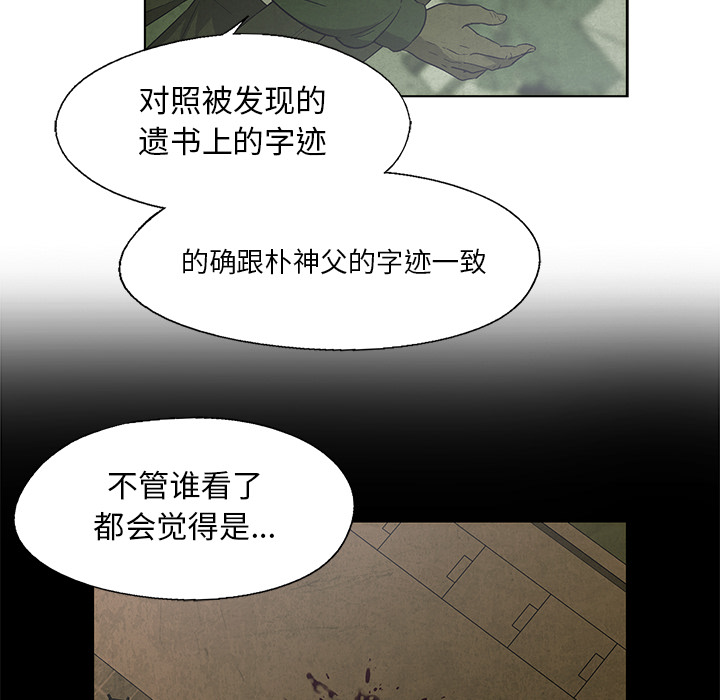 对照被发现的
遗书上的字迹
的确跟朴神父的字迹一致
不管谁看了
都会觉得是...